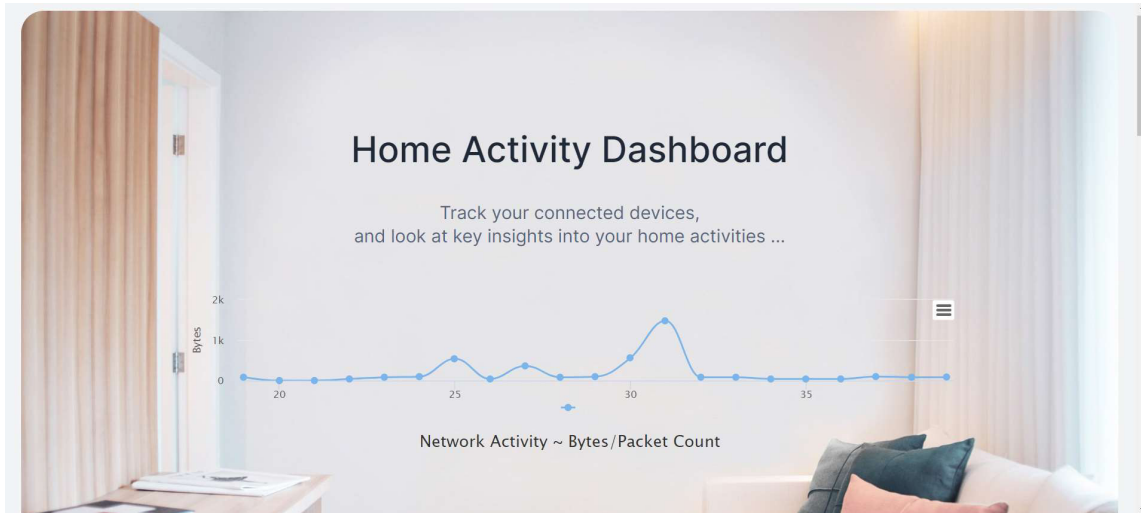 Home Activity Dashboard
Track your connected devices,
and look at key insights into your home activities ...
2k
1k
0
Bytes
20 25 30 35
Network Activity ~ Bytes/Packet Count